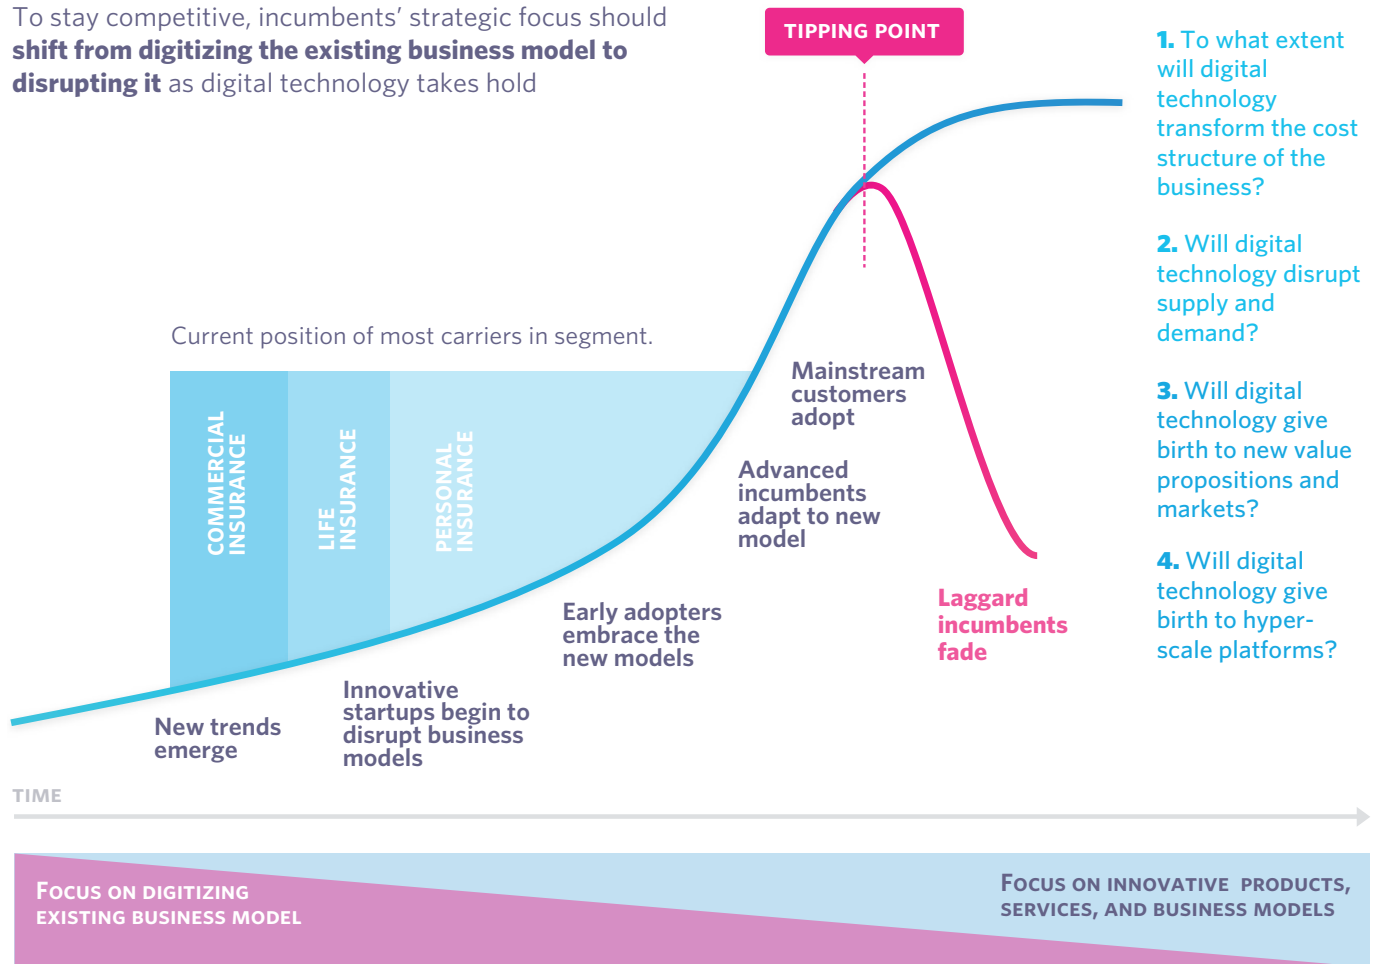 To stay competitive, incumbents’ strategic focus should
shift from digitizing the existing business model to
disrupting it as digital technology takes hold
TIPPING POINT
1. To what extent
will digital
technology
transform the cost
structure of the
business?
2. Will digital
technology disrupt
supply and
demand?
3. Will digital
technology give
birth to new value
propositions and
markets?
4. Will digital
technology give
birth to hyper-
scale platforms?
Current position of most carriers in segment.
COMMERCIAL
INSURANCE
LIFE
INSURANCE
PERSONAL
INSURANCE
Mainstream
customers
adopt
Advanced
incumbents
adapt to new
model
Laggard
incumbents
fade
Early adopters
embrace the
new models
Innovative
startups begin to
disrupt business
models
New trends
emerge
TIME
FOCUS ON DIGITIZING
EXISTING BUSINESS MODEL
FOCUS ON INNOVATIVE PRODUCTS,
SERVICES, AND BUSINESS MODELS